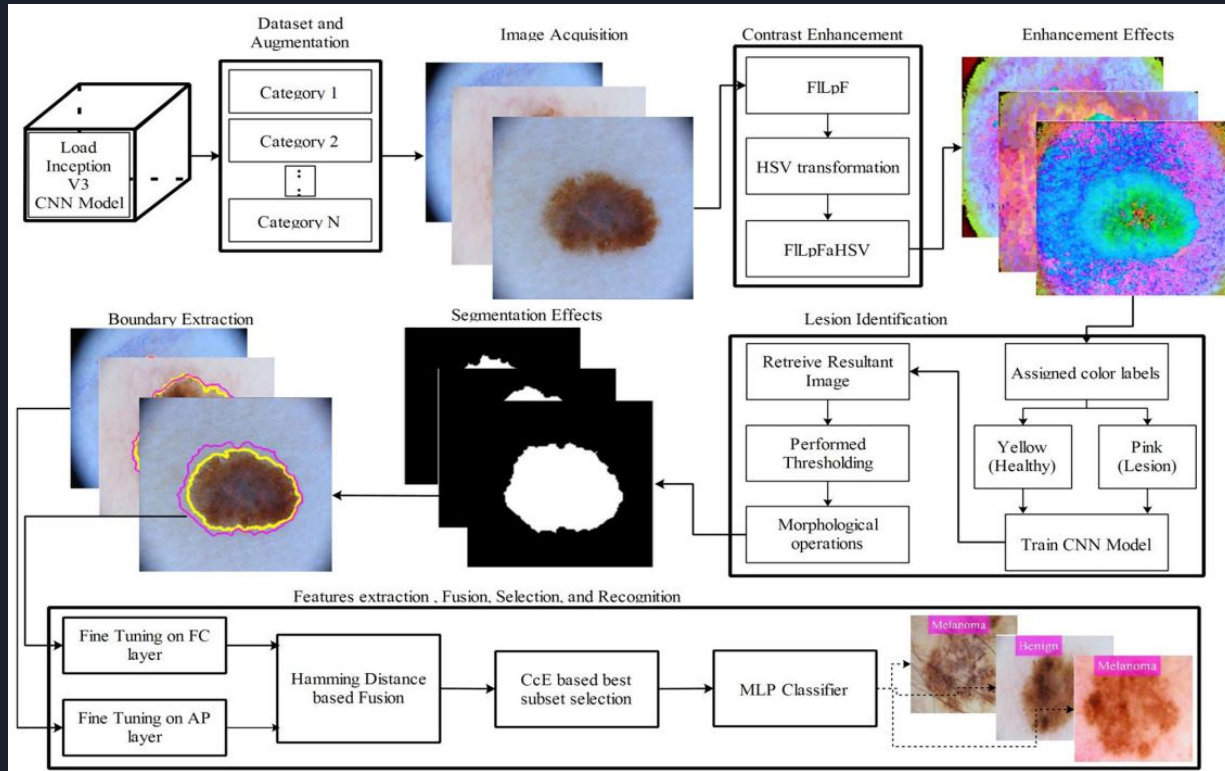 Dataset and
Augmentation
Image Acquisition
Contrast Enhancement
Enhancement Effects
Load
Inception
V3
CNN Model
Category 1
Category 2
:
Category N
FlLpF
HSV transformation
FlLpFaHSV
Boundary Extraction
Segmentation Effects
Lesion Identification
Retreive Resultant
Image
Performed
Thresholding
Morphological
operations
Assigned color labels
Yellow
(Healthy)
Pink
(Lesion)
Train CNN Model
Features extraction , Fusion, Selection, and Recognition
Fine Tuning on FC
layer
Fine Tuning on AP
layer
Hamming Distance
based Fusion
CcE based best
subset selection
MLP Classifier
Melanoma
Benign
Melanoma